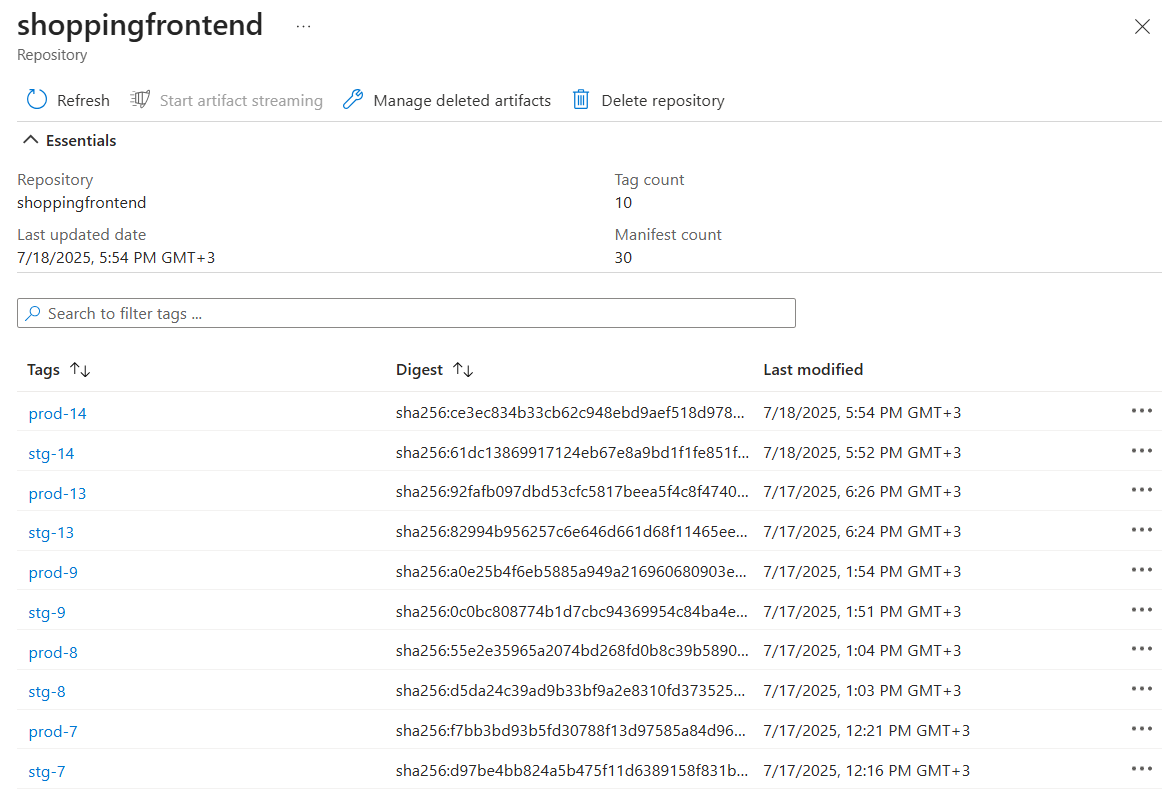 shoppingfrontend ...
Repository
Refresh Start artifact streaming Manage deleted artifacts Delete repository
Essentials
Repository Tag count
shoppingfrontend 10
Last updated date Manifest count
7/18/2025, 5:54 PM GMT+3 30
Search to filter tags ...
Tags Digest Last modified
prod-14 sha256:ce3ec834b33cb62c948ebd9aef518d978... 7/18/2025, 5:54 PM GMT+3
stg-14 sha256:61dc13869917124eb67e8a9bd1f1fe851f... 7/18/2025, 5:52 PM GMT+3
prod-13 sha256:92fafb097dbd53cfc5817beea5f4c8f4740... 7/17/2025, 6:26 PM GMT+3
stg-13 sha256:82994b956257c6e646d661d68f11465ee... 7/17/2025, 6:24 PM GMT+3
prod-9 sha256:a0e25b4f6eb5885a949a216960680903e... 7/17/2025, 1:54 PM GMT+3
stg-9 sha256:0c0bc808774b1d7cbc94369954c84ba4e... 7/17/2025, 1:51 PM GMT+3
prod-8 sha256:55e2e35965a2074bd268fd0b8c39b5890... 7/17/2025, 1:04 PM GMT+3
stg-8 sha256:d5da24c39ad9b33bf9a2e8310fd373525... 7/17/2025, 1:03 PM GMT+3
prod-7 sha256:f7bb3bd93b5fd30788f13d97585a84d96... 7/17/2025, 12:21 PM GMT+3
stg-7 sha256:d97be4bb824a5b475f11d6389158f831b... 7/17/2025, 12:16 PM GMT+3